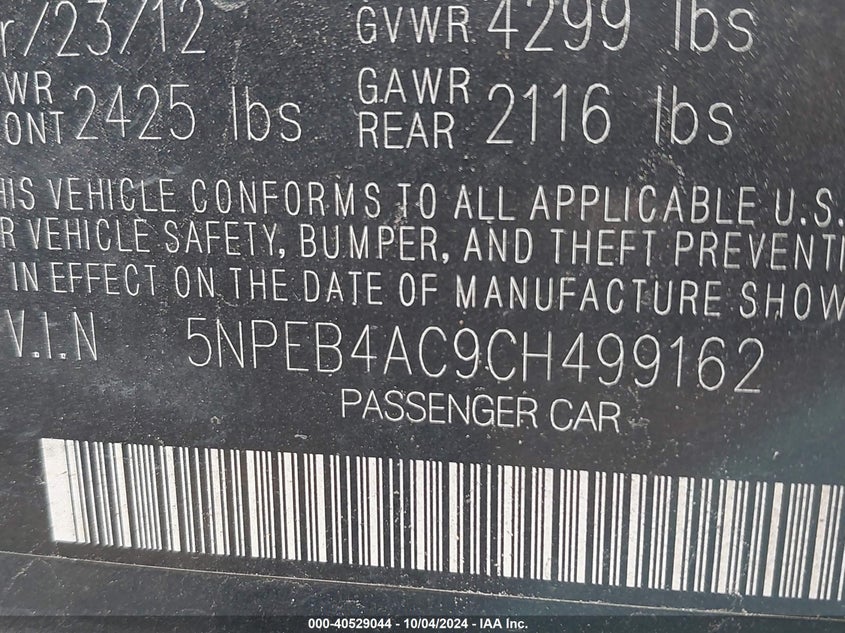 r/23/12 GVWR 4299 lbs
WR
ONT 2425 lbs GAWR
REAR 2116 lbs
HIS VEHICLE CONFORMS TO ALL APPLICABLE U.S.
R VEHICLE SAFETY, BUMPER, AND THEFT PREVENTI
IN EFFECT ON THE DATE OF MANUFACTURE SHOW
V.I.N 5NPEB4AC9CH499162
PASSENGER CAR
000-40529044 - 10/04/2024 - IAA Inc.